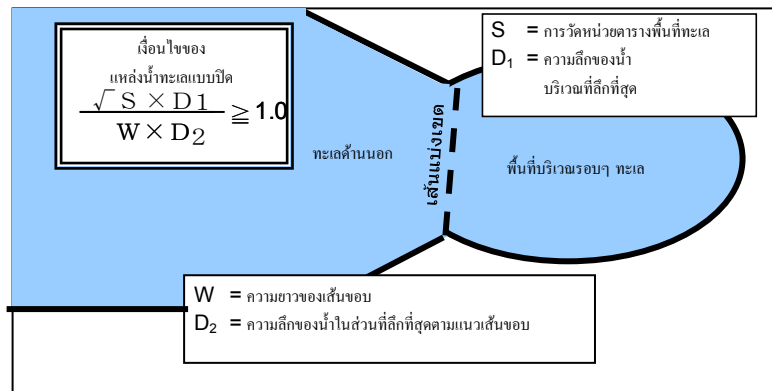 เงื่อนไขของ
แหล่งน้ำทะเลแบบปิด
√ S × D1
W × D2
≧ 1.0
S = การวัดหน่วยตารางพื้นที่ทะเล
D₁ = ความลึกของน้ำ
บริเวณที่ลึกที่สุด
ทะเลด้านนอก
เส้นแบ่งเขต
พื้นที่บริเวณรอบๆ ทะเล
W = ความยาวของเส้นขอบ
D₂ = ความลึกของน้ำในส่วนที่ลึกที่สุดตามแนวเส้นขอบ